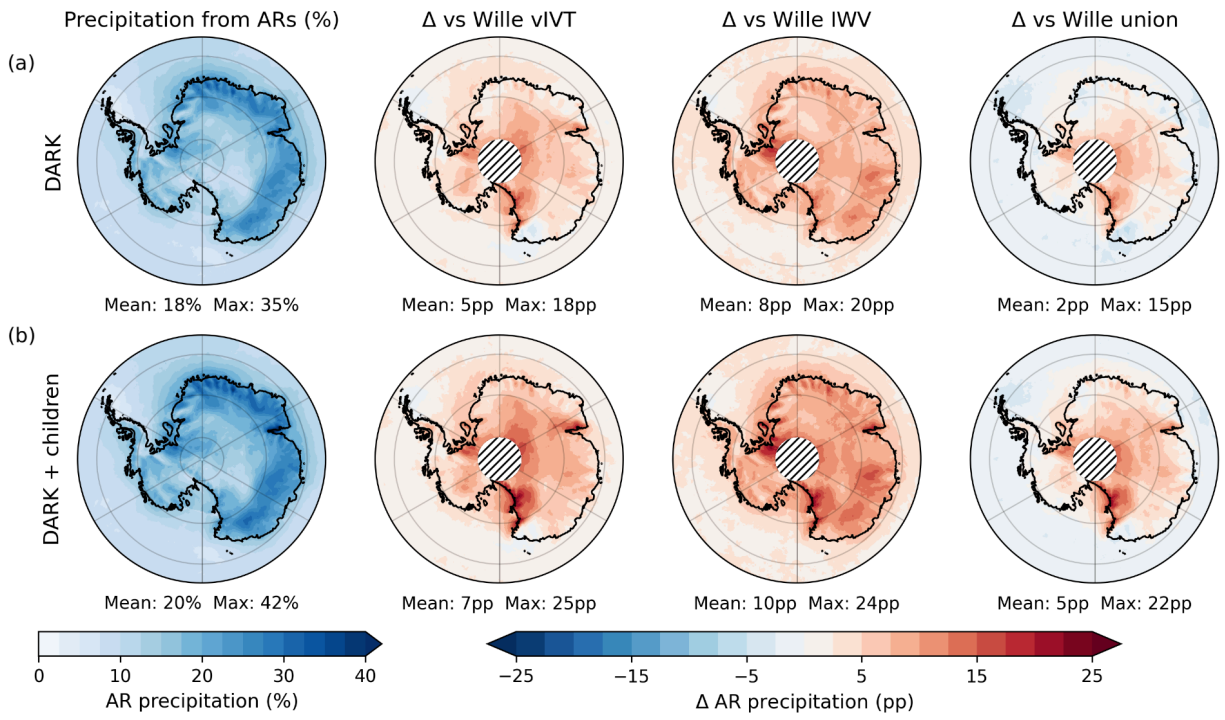 Precipitation from ARs (%) Δ vs Wille vIVT Δ vs Wille IWV Δ vs Wille union
(a)
DARK
Mean: 18% Max: 35% Mean: 5pp Max: 18pp Mean: 8pp Max: 20pp Mean: 2pp Max: 15pp
(b)
DARK + children
Mean: 20% Max: 42% Mean: 7pp Max: 25pp Mean: 10pp Max: 24pp Mean: 5pp Max: 22pp
0 10 20 30 40 −25 −15 −5 5 15 25
AR precipitation (%) Δ AR precipitation (pp)